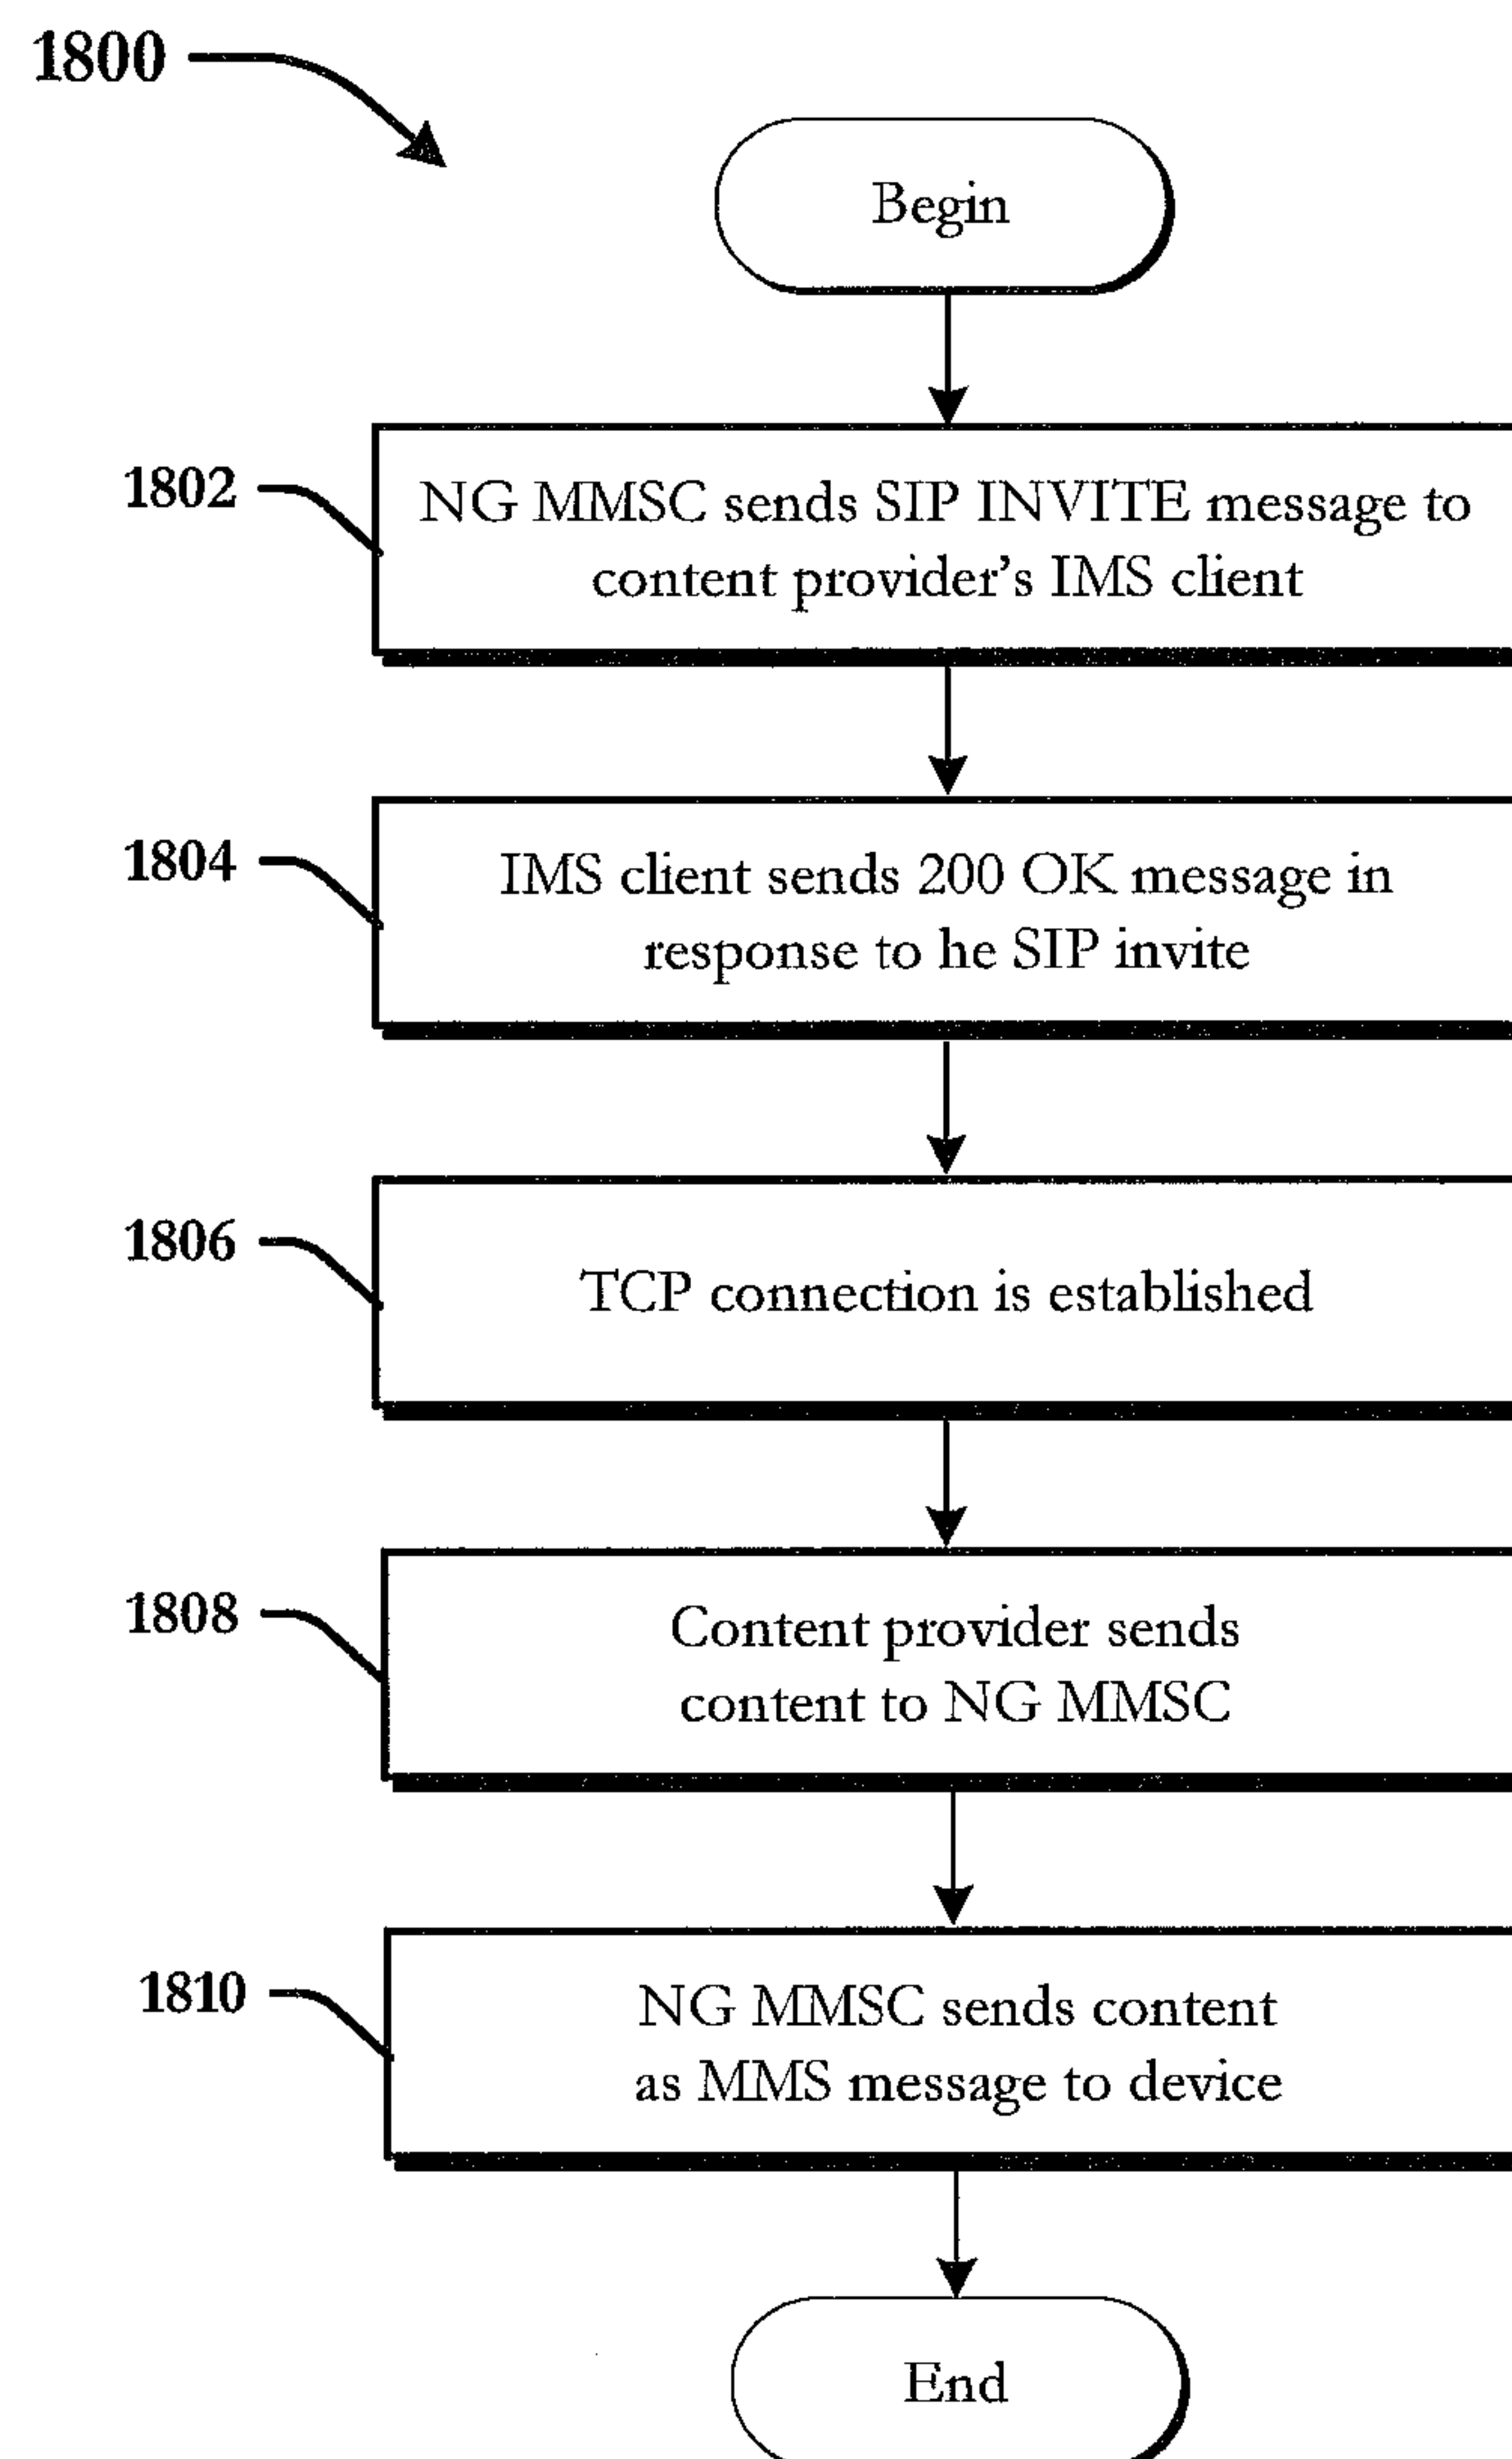 1800
Begin
1802
NG MMSC sends SIP INVITE message to
content provider's IMS client
1804
IMS client sends 200 OK message in
response to he SIP invite
1806
TCP connection is established
1808
Content provider sends
content to NG MMSC
1810
NG MMSC sends content
as MMS message to device
End